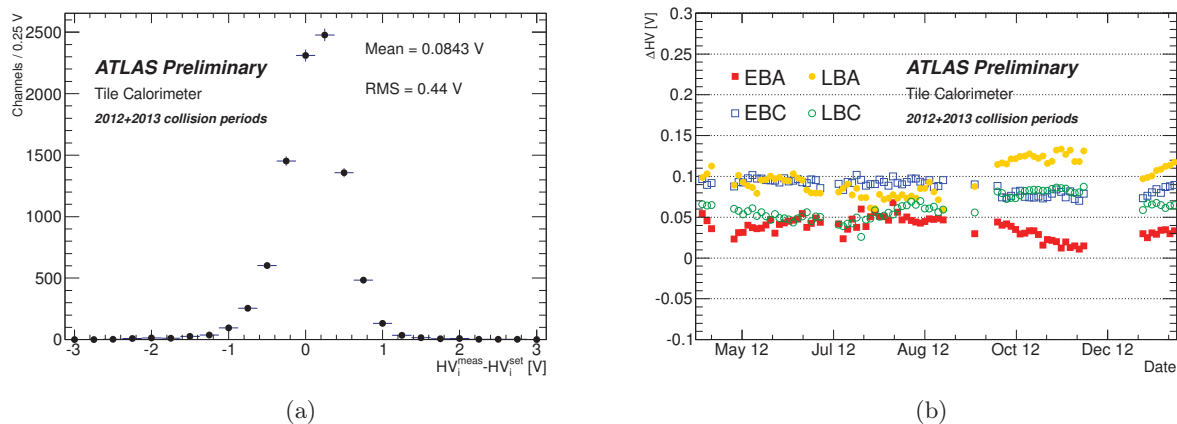 Channels / 0.25 V
2500
2000
1500
1000
500
0
ATLAS Preliminary
Tile Calorimeter
2012+2013 collision periods
Mean = 0.0843 V
RMS = 0.44 V
-3 -2 -1 0 1 2 3
HV_i^meas-HV_i^set [V]
(a)
Δ HV [V]
0.3
0.25
0.2
0.15
0.1
0.05
0
-0.05
-0.1
EBA LBA
EBC LBC
ATLAS Preliminary
Tile Calorimeter
2012+2013 collision periods
May 12 Jul 12 Aug 12 Oct 12 Dec 12
Date
(b)